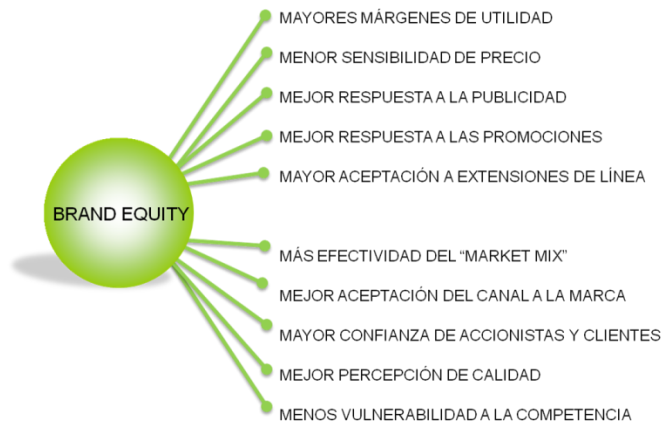 MAYORES MÁRGENES DE UTILIDAD
MENOR SENSIBILIDAD DE PRECIO
MEJOR RESPUESTA A LA PUBLICIDAD
MEJOR RESPUESTA A LAS PROMOCIONES
MAYOR ACEPTACIÓN A EXTENSIONES DE LÍNEA
BRAND EQUITY
MÁS EFECTIVIDAD DEL “MARKET MIX”
MEJOR ACEPTACIÓN DEL CANAL A LA MARCA
MAYOR CONFIANZA DE ACCIONISTAS Y CLIENTES
MEJOR PERCEPCIÓN DE CALIDAD
MENOS VULNERABILIDAD A LA COMPETENCIA